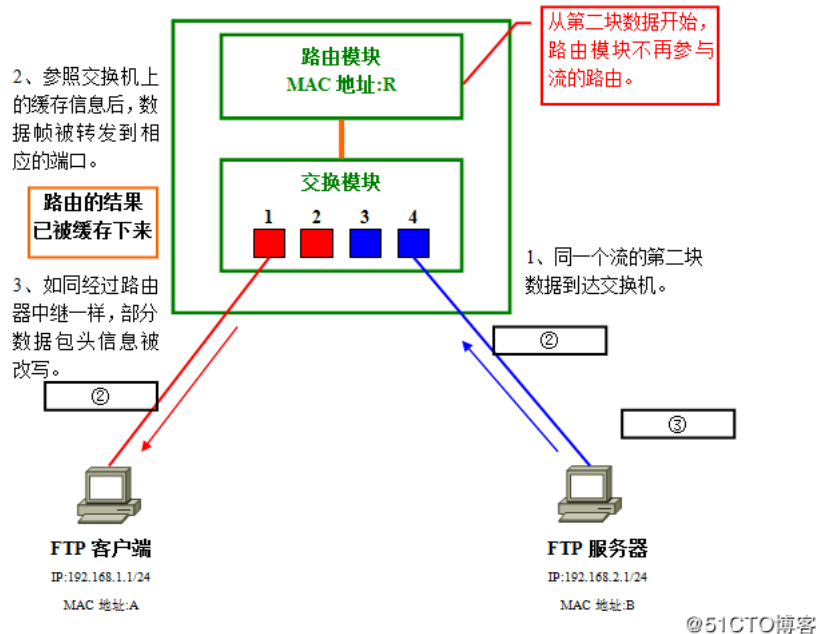 从第二块数据开始，
路由模块不再参与
流的路由。
路由模块
MAC 地址:R
2、参照交换机上
的缓存信息后，数
据帧被转发到相
应的端口。
交换模块
路由的结果
已被缓存下来
1 2 3 4
1、同一个流的第二块
数据到达交换机。
3、如同经过路由
器中继一样，部分
数据包头信息被
改写。
②
②
③
FTP 客户端
IP:192.168.1.1/24
MAC 地址:A
FTP 服务器
IP:192.168.2.1/24
MAC 地址:B
@51CTO博客